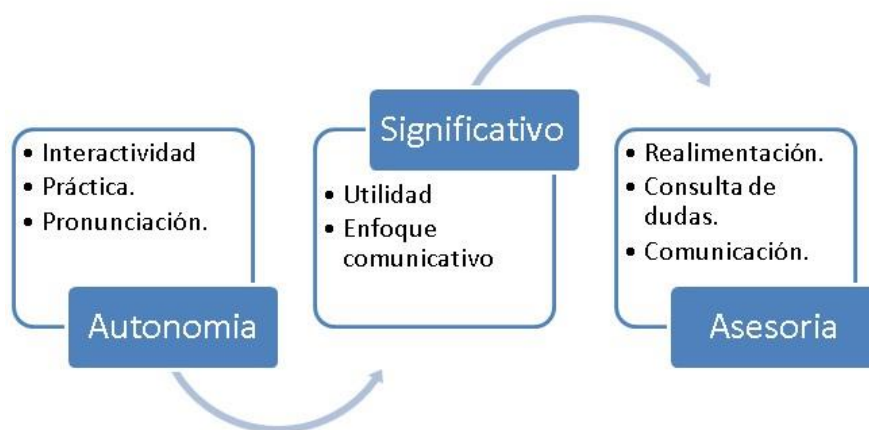 • Interactividad
• Práctica.
• Pronunciación.
Autonomia
Significativo
• Utilidad
• Enfoque
comunicativo
• Realimentación.
• Consulta de
dudas.
• Comunicación.
Asesoria